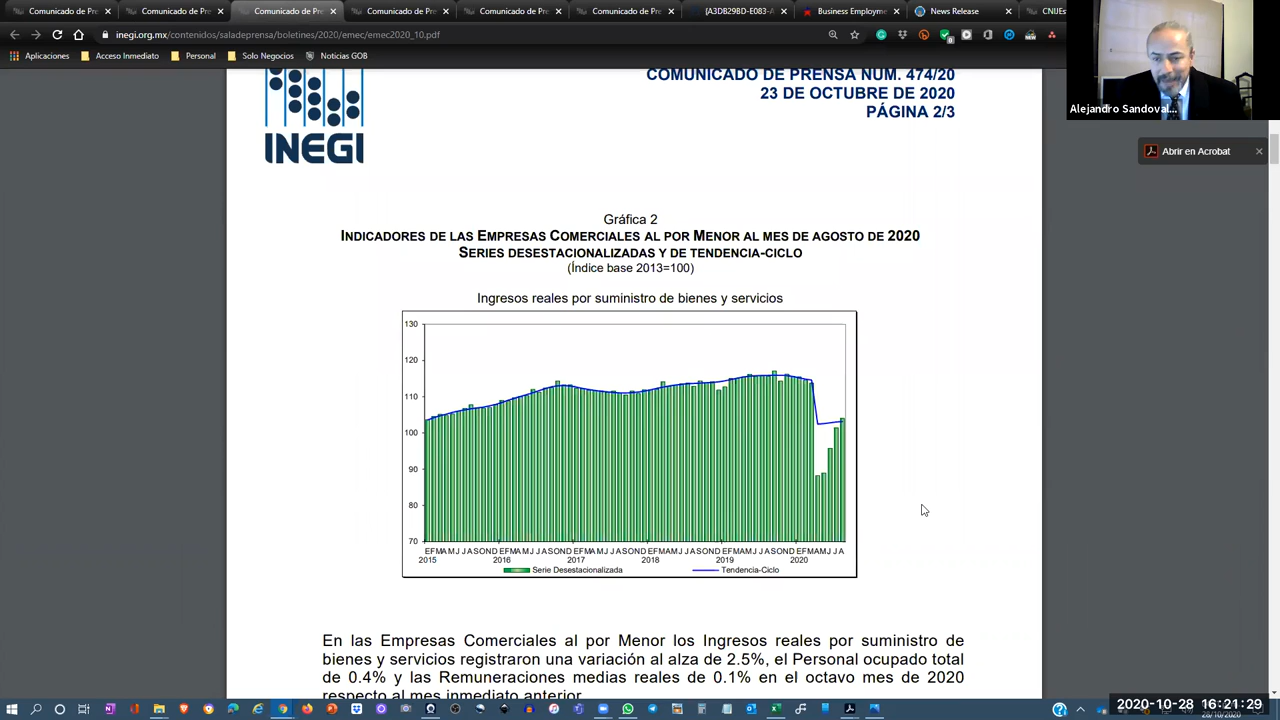 Comunicado de Pr
Comunicado de Pr
Comunicado de Pr
Comunicado de Pr
Comunicado de Pr
Comunicado de Pr
Business Employme
News Release
inegi.org.mx/contenidos/saladeprensa/boletines/2020/emec/emec2020_10.pdf
Aplicaciones
Acceso Inmediato
Personal
Solo Negocios
Noticias GOB
Alejandro Sandoval...
Abrir en Acrobat
COMUNICADO DE PRENSA NÚM. 474/20
23 DE OCTUBRE DE 2020
PÁGINA 2/3
INEGI
Gráfica 2
INDICADORES DE LAS EMPRESAS COMERCIALES AL POR MENOR AL MES DE AGOSTO DE 2020
SERIES DESESTACIONALIZADAS Y DE TENDENCIA-CICLO
(Índice base 2013=100)
Ingresos reales por suministro de bienes y servicios
130
120
110
100
90
80
70
EFMAMJJASONDEFMAMJJASONDEFMAMJJASONDEFMAMJJASONDEFMAMJJASONDEFMAMJJA
2015 2016 2017 2018 2019 2020
Serie Desestacionalizada Tendencia-Ciclo
En las Empresas Comerciales al por Menor los Ingresos reales por suministro de
bienes y servicios registraron una variación al alza de 2.5%, el Personal ocupado total
de 0.4% y las Remuneraciones medias reales de 0.1% en el octavo mes de 2020
respecto al mes inmediato anterior.
2020-10-28 16:21:29